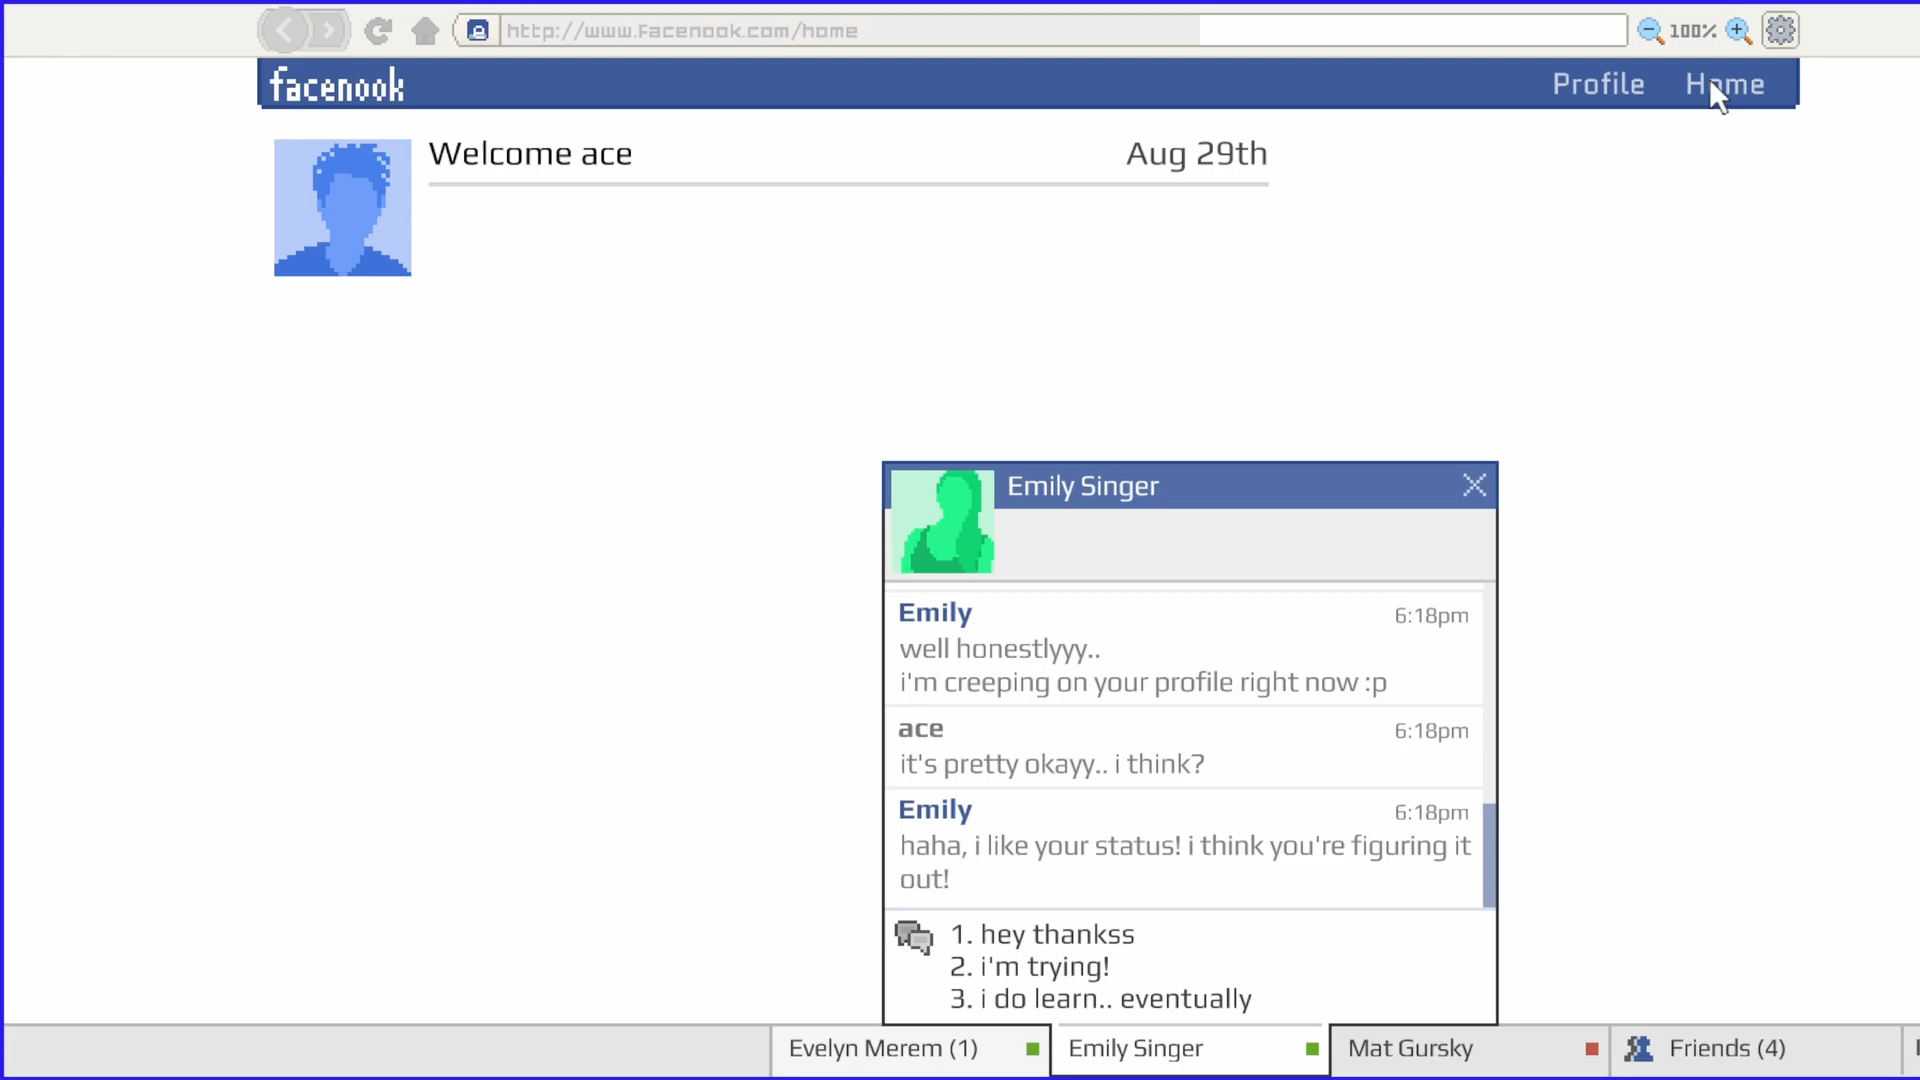 http://www.facenook.com/home
100%
facenook
Profile
Home
Welcome ace
Aug 29th
Emily Singer
Emily 6:18pm
well honestlyyy..
i'm creeping on your profile right now :p
ace 6:18pm
it's pretty okayy.. i think?
Emily 6:18pm
haha, i like your status! i think you're figuring it
out!
1. hey thankss
2. i'm trying!
3. i do learn.. eventually
Evelyn Merem (1)
Emily Singer
Mat Gursky
Friends (4)